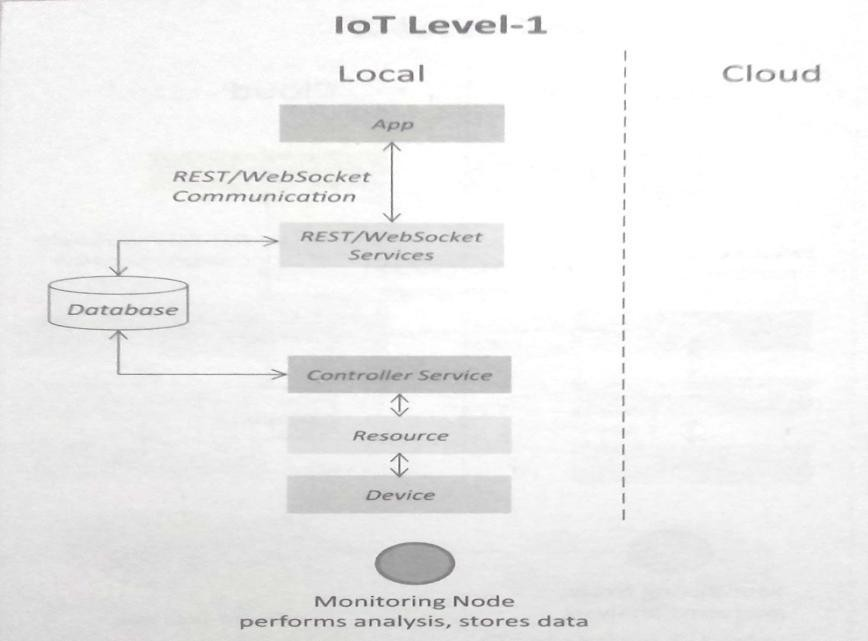 IoT Level-1
Local
Cloud
App
REST/WebSocket
Communication
REST/WebSocket
Services
Database
Controller Service
Resource
Device
Monitoring Node
performs analysis, stores data